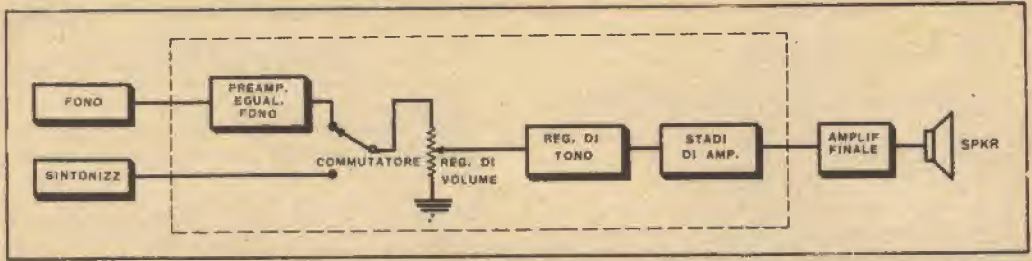 FONO
PREAMP.
EGUAL.
FONO
SINTONIZZ
COMMUTATORE
REG. DI
VOLUME
REG. DI
TONO
STADI
DI AMP.
AMPLIF
FINALE
SPKR